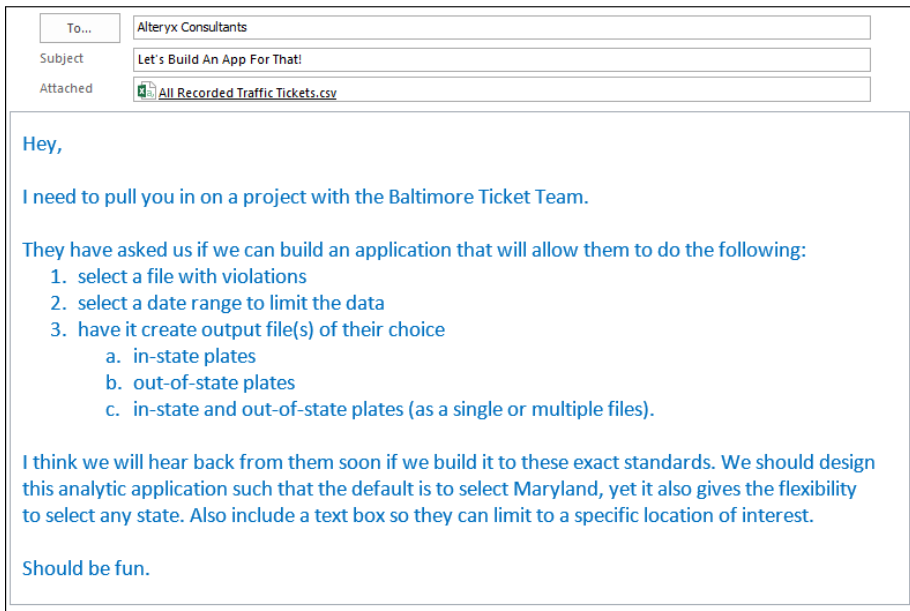 To...
Alteryx Consultants
Subject
Let's Build An App For That!
Attached
All Recorded Traffic Tickets.csv
Hey,
I need to pull you in on a project with the Baltimore Ticket Team.
They have asked us if we can build an application that will allow them to do the following:
1. select a file with violations
2. select a date range to limit the data
3. have it create output file(s) of their choice
a. in-state plates
b. out-of-state plates
c. in-state and out-of-state plates (as a single or multiple files).
I think we will hear back from them soon if we build it to these exact standards. We should design
this analytic application such that the default is to select Maryland, yet it also gives the flexibility
to select any state. Also include a text box so they can limit to a specific location of interest.
Should be fun.